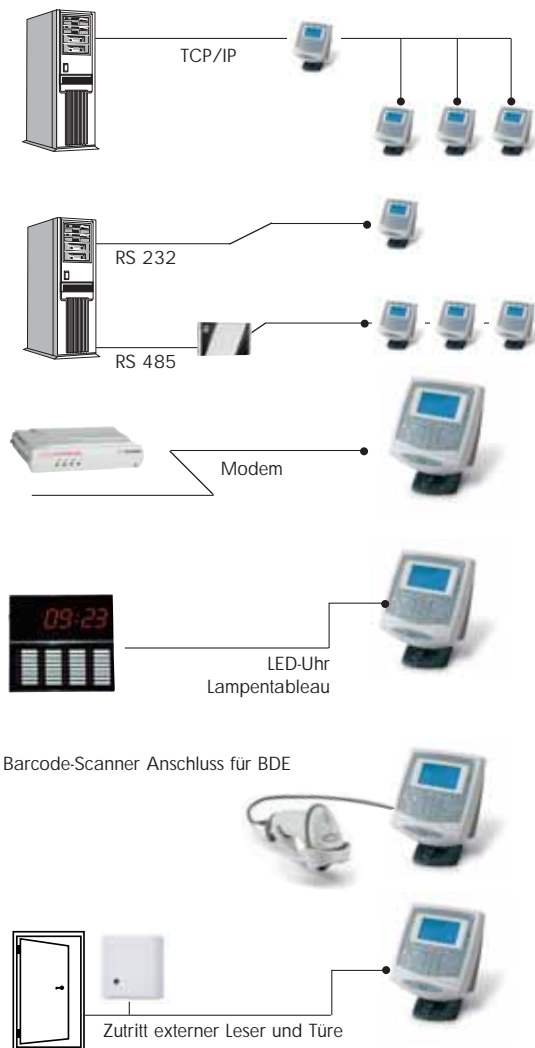 TCP/IP
RS 232
RS 485
Modem
09:23
LED-Uhr
Lampentableau
Barcode-Scanner Anschluss für BDE
Zutritt externer Leser und Türe